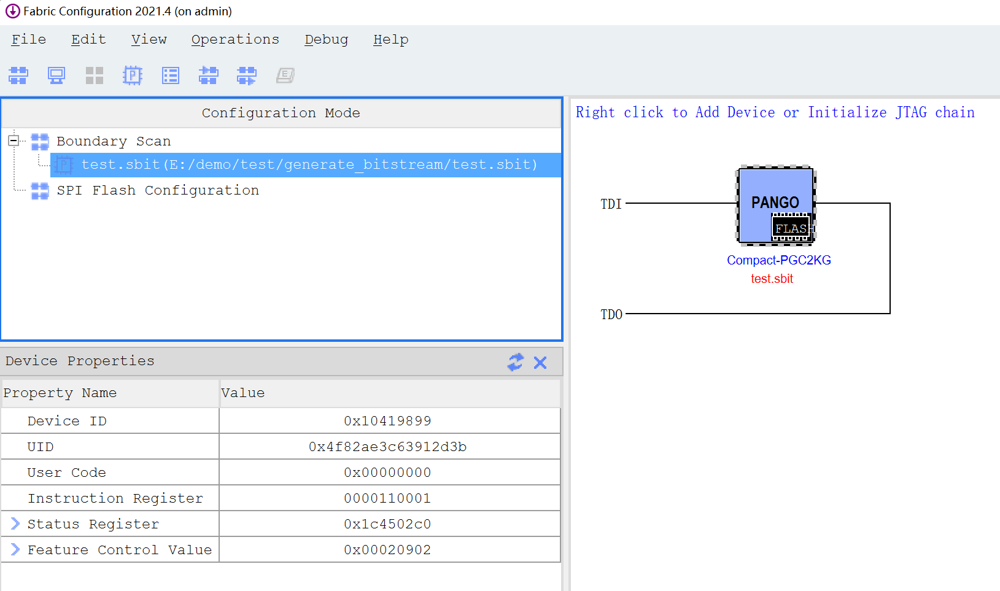 Fabric Configuration 2021.4 (on admin)
File Edit View Operations Debug Help
Configuration Mode
Boundary Scan
test.sbit(E:/demo/test/generate_bitstream/test.sbit)
SPI Flash Configuration
Device Properties
Property Name Value
Device ID 0x10419899
UID 0x4f82ae3c63912d3b
User Code 0x00000000
Instruction Register 0000110001
Status Register 0x1c4502c0
Feature Control Value 0x00020902
Right click to Add Device or Initialize JTAG chain
TDI
PANGO
FLASH
Compact-PGC2KG
test.sbit
TDO